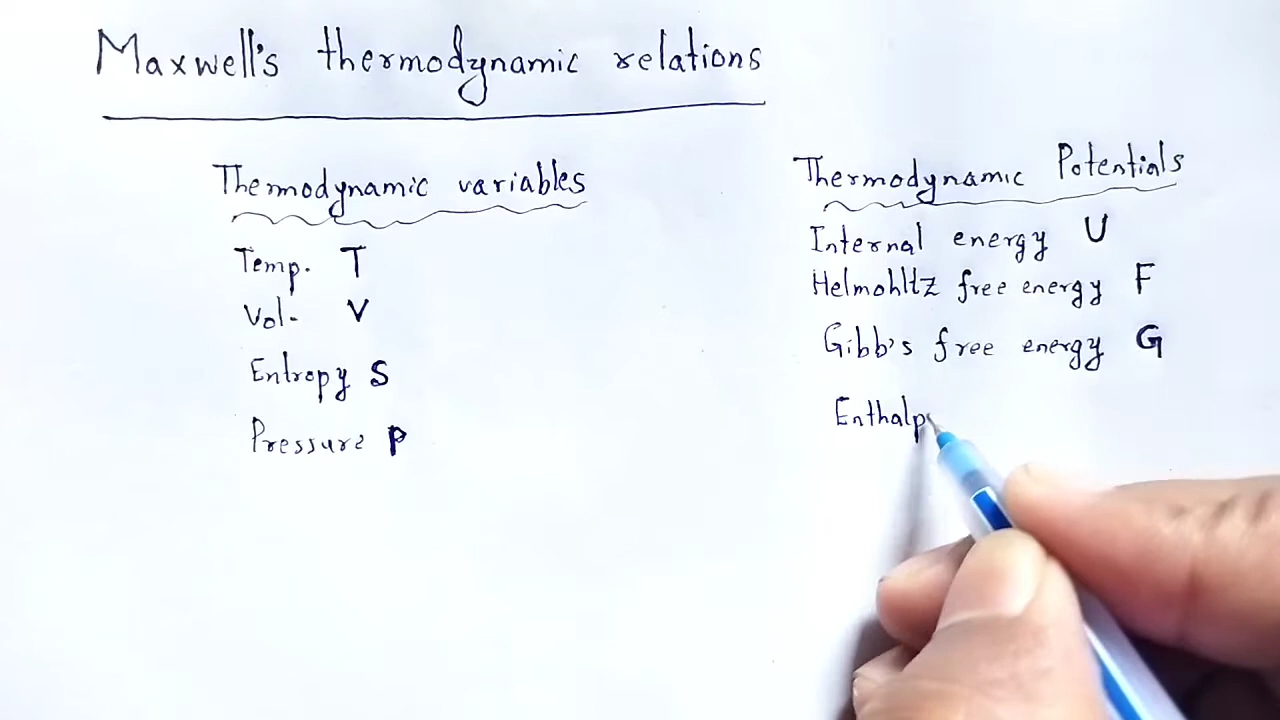 Maxwell's thermodynamic relations
Thermodynamic variables
Temp. T
Vol. V
Entropy S
Pressure P
Thermodynamic Potentials
Internal energy U
Helmohltz free energy F
Gibb's free energy G
Enthalp